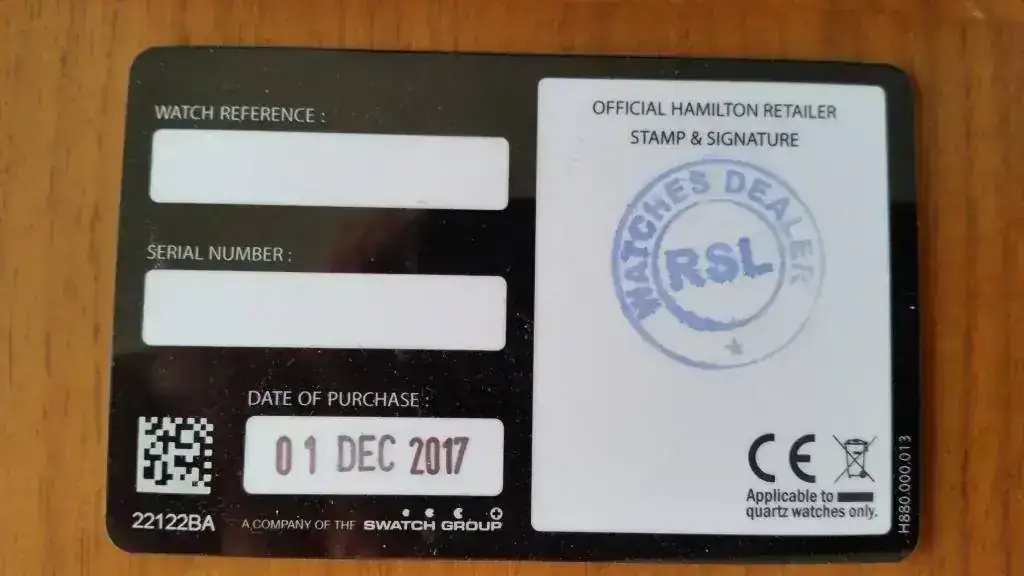 WATCH REFERENCE :
SERIAL NUMBER :
DATE OF PURCHASE :
01 DEC 2017
22122BA
A COMPANY OF THE SWATCH GROUP
OFFICIAL HAMILTON RETAILER
STAMP & SIGNATURE
WATCHES DEALER
RSL
CE
Applicable to
quartz watches only.
H880.000.013